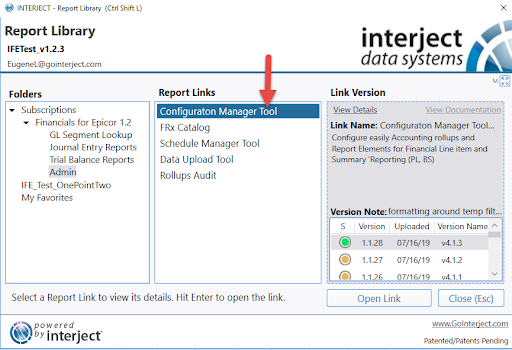 INTERJECT - Report Library  (Ctrl Shift L)
Report Library
IFETest_v1.2.3
EugeneL@gointerject.com
interject
data systems
M
Folders
Subscriptions
Financials for Epicor 1.2
GL Segment Lookup
Journal Entry Reports
Trial Balance Reports
Admin
IFE_Test_OnePointTwo
My Favorites
Report Links
Configuraton Manager Tool
FRx Catalog
Schedule Manager Tool
Data Upload Tool
Rollups Audit
Link Version
View Details View Documentation
Link Name: Configuraton Manager Tool...
Configure easily Accounting rollups and
Report Elements for Financial Line item and
Summary 'Reporting (PL, BS)
Version Note: formatting around temp filt...
S Version Uploaded Version Name
1.1.28 07/16/19 v4.1.3
1.1.27 07/16/19 v4.1.2
1.1.26 07/16/19 v4.1.1
Select a Report Link to view its details. Hit Enter to open the link.
Open Link Close (Esc)
powered by
interject
www.GoInterject.com
Patented/Patents Pending